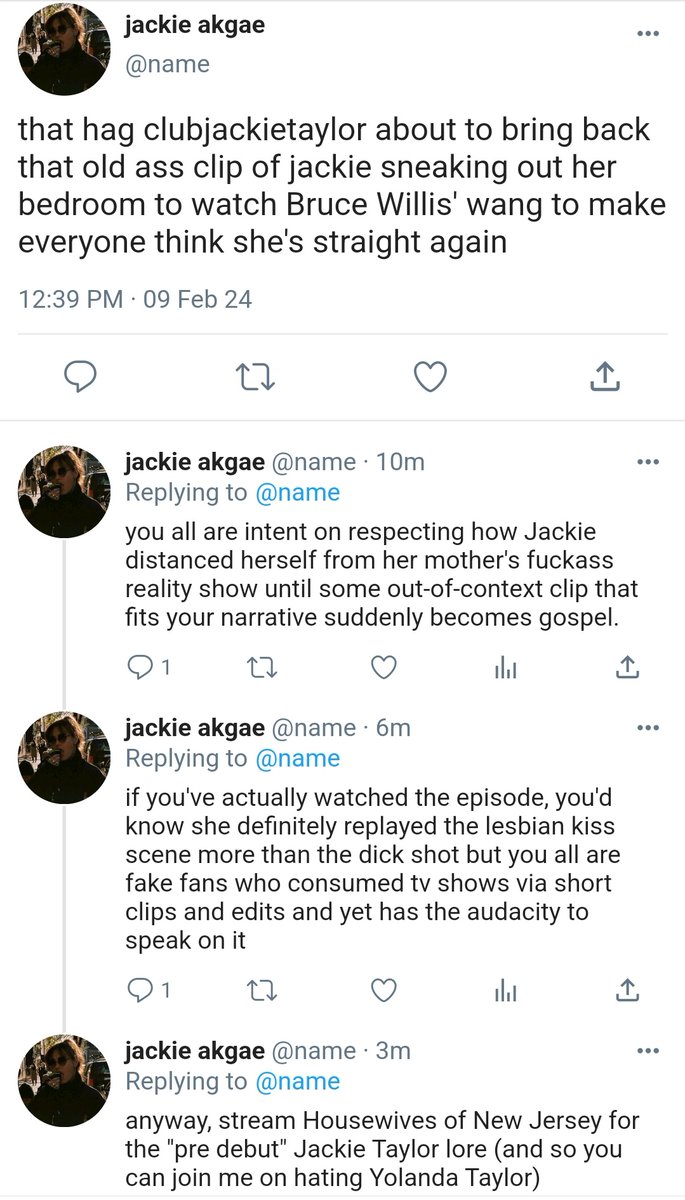 jackie akgae
@name
that hag clubjackietaylor about to bring back
that old ass clip of jackie sneaking out her
bedroom to watch Bruce Willis' wang to make
everyone think she's straight again
12:39 PM · 09 Feb 24
jackie akgae @name · 10m
Replying to @name
you all are intent on respecting how Jackie
distanced herself from her mother's fuckass
reality show until some out-of-context clip that
fits your narrative suddenly becomes gospel.
1
jackie akgae @name · 6m
Replying to @name
if you've actually watched the episode, you'd
know she definitely replayed the lesbian kiss
scene more than the dick shot but you all are
fake fans who consumed tv shows via short
clips and edits and yet has the audacity to
speak on it
1
jackie akgae @name · 3m
Replying to @name
anyway, stream Housewives of New Jersey for
the "pre debut" Jackie Taylor lore (and so you
can join me on hating Yolanda Taylor)